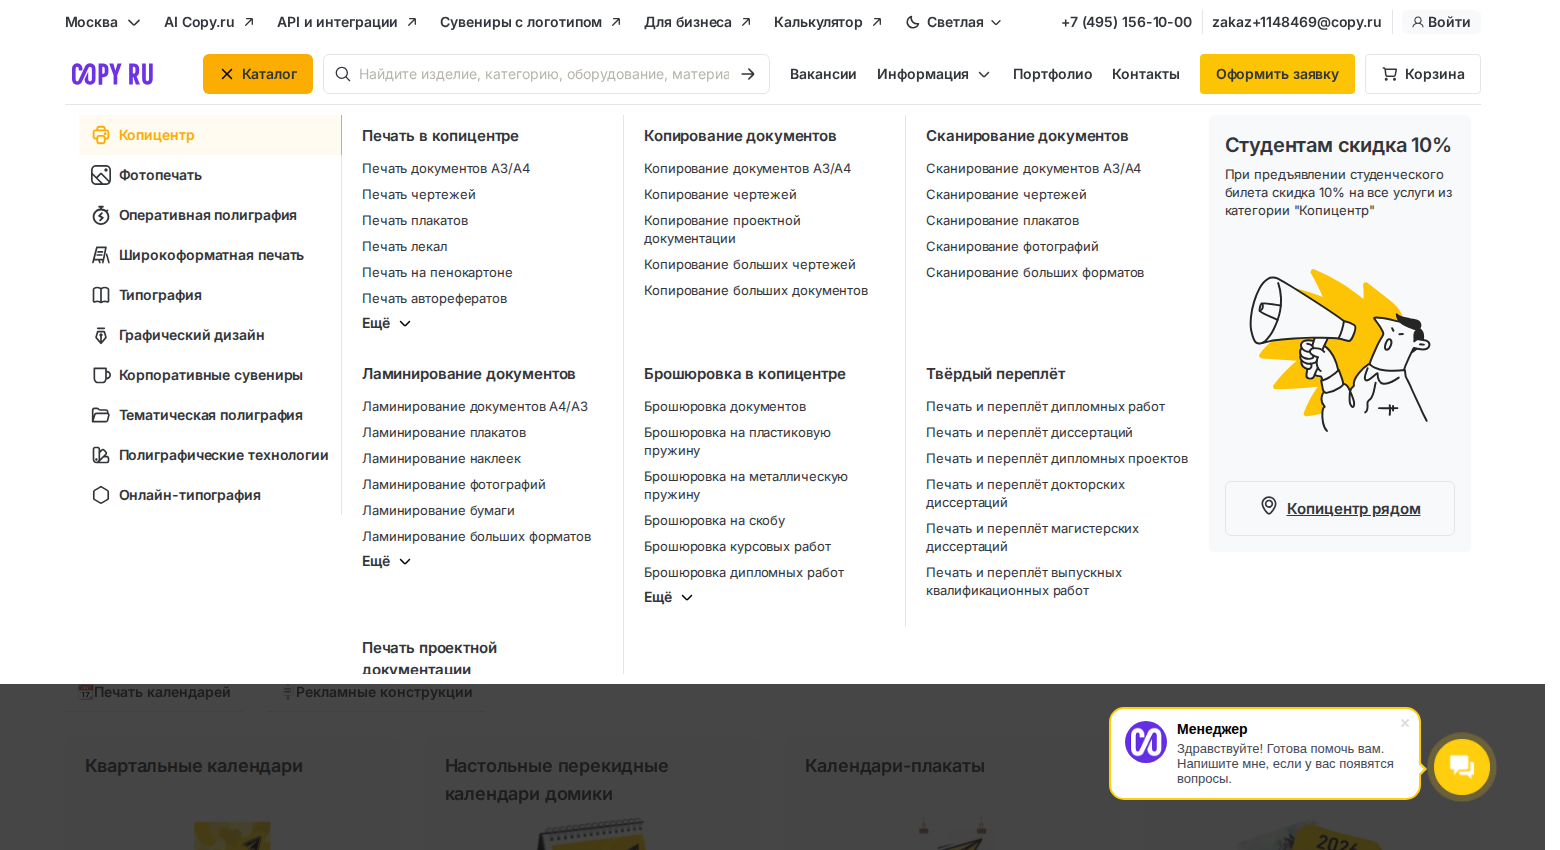 Москва
AI Copy.ru
API и интеграции
Сувениры с логотипом
Для бизнеса
Калькулятор
Светлая
+7 (495) 156-10-00
zakaz+1148469@copy.ru
Войти
COPY RU
Каталог
Найдите изделие, категорию, оборудование, материа
Вакансии
Информация
Портфолио
Контакты
Оформить заявку
Корзина
Копицентр
Фотопечать
Оперативная полиграфия
Широкоформатная печать
Типография
Графический дизайн
Корпоративные сувениры
Тематическая полиграфия
Полиграфические технологии
Онлайн-типография
Печать в копицентре
Печать документов А3/А4
Печать чертежей
Печать плакатов
Печать лекал
Печать на пенокартоне
Печать авторефератов
Ещё
Копирование документов
Копирование документов А3/А4
Копирование чертежей
Копирование проектной
документации
Копирование больших чертежей
Копирование больших документов
Сканирование документов
Сканирование документов А3/А4
Сканирование чертежей
Сканирование плакатов
Сканирование фотографий
Сканирование больших форматов
Ламинирование документов
Ламинирование документов А4/А3
Ламинирование плакатов
Ламинирование наклеек
Ламинирование фотографий
Ламинирование бумаги
Ламинирование больших форматов
Ещё
Брошюровка в копицентре
Брошюровка документов
Брошюровка на пластиковую
пружину
Брошюровка на металлическую
пружину
Брошюровка на скобу
Брошюровка курсовых работ
Брошюровка дипломных работ
Ещё
Твёрдый переплёт
Печать и переплёт дипломных работ
Печать и переплёт диссертаций
Печать и переплёт дипломных проектов
Печать и переплёт докторских
диссертаций
Печать и переплёт магистерских
диссертаций
Печать и переплёт выпускных
квалификационных работ
Печать проектной
документации
Студентам скидка 10%
При предъявлении студенческого
билета скидка 10% на все услуги из
категории "Копицентр"
Копицентр рядом
Печать календарей
Рекламные конструкции
Квартальные календари
Настольные перекидные
календари домики
Календари-плакаты
2024
Менеджер
Здравствуйте! Готова помочь вам.
Напишите мне, если у вас появятся
вопросы.